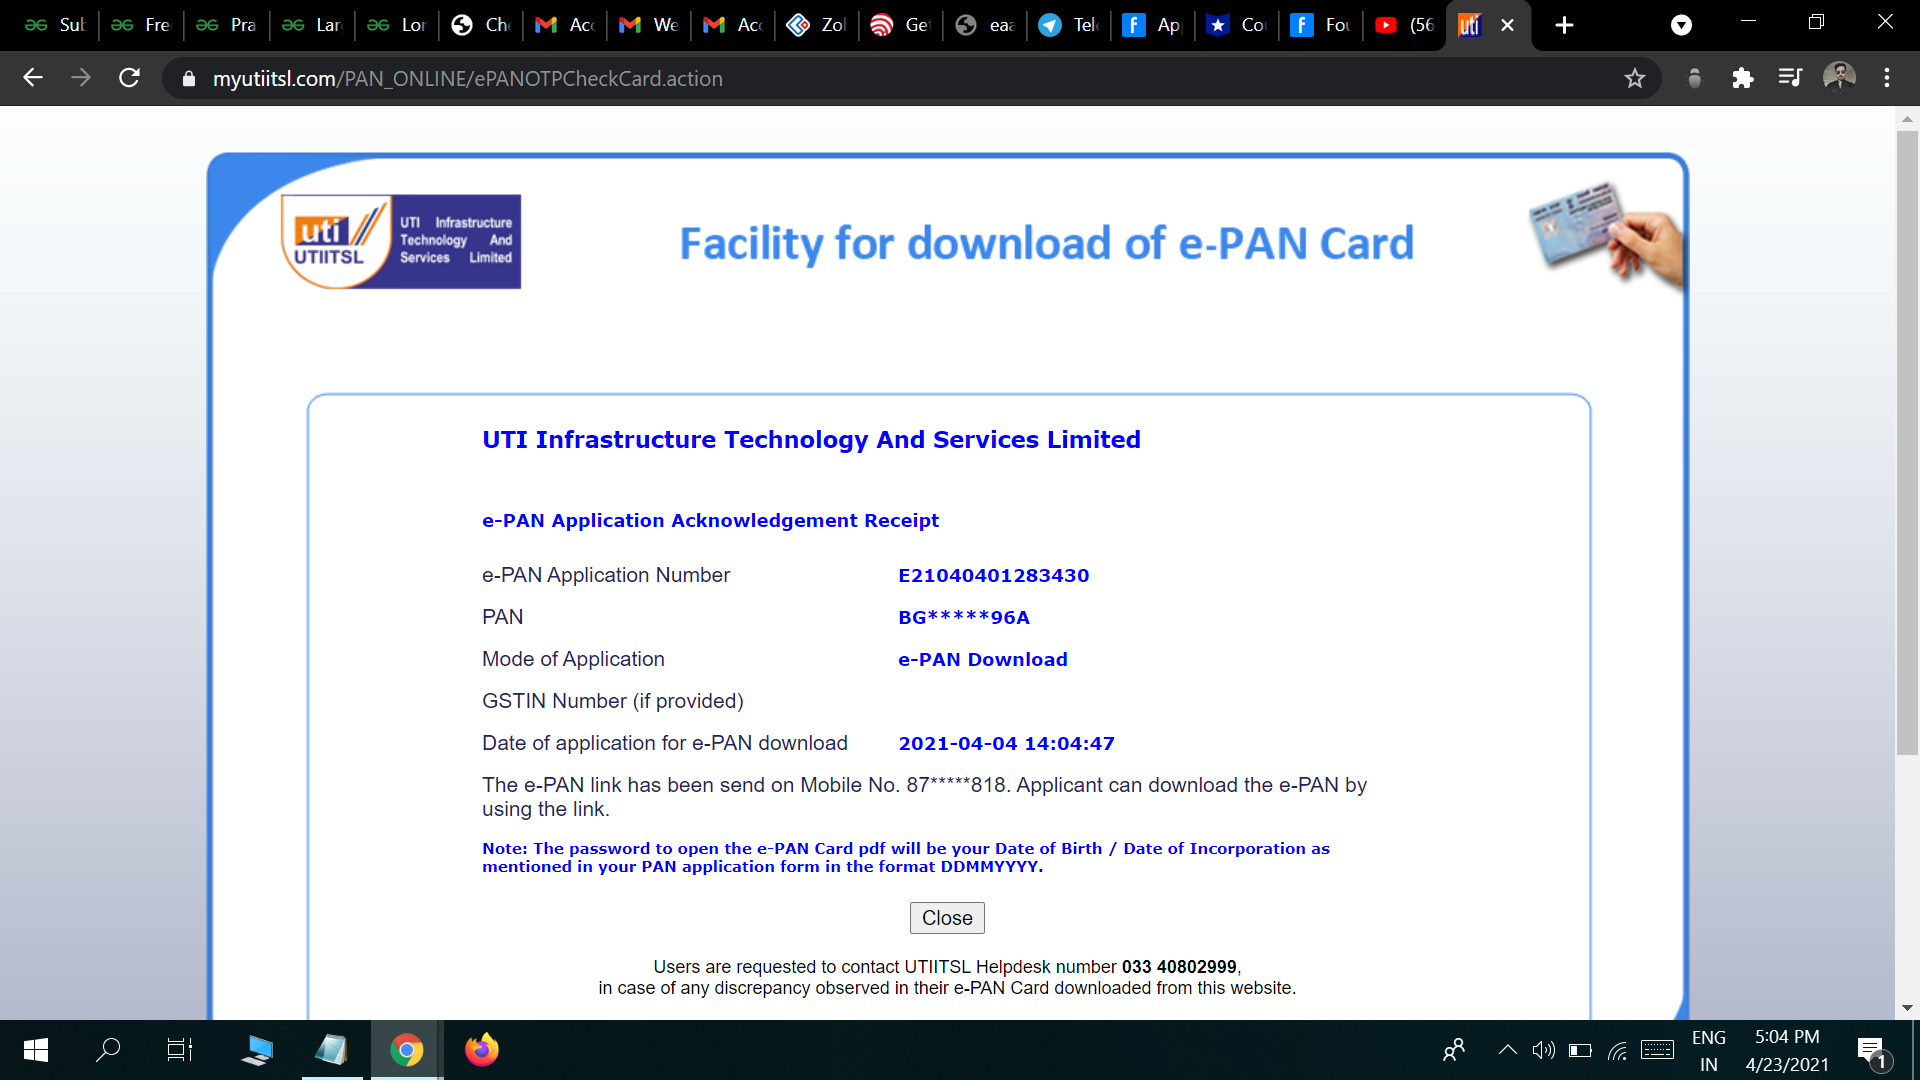 Sub
Fre
Pra
Lar
Lor
Che
Acc
We
Acc
Zol
Get
eaa
Tele
App
Cou
Fou
(56
uti
myutiitsl.com/PAN_ONLINE/ePANOTPCheckCard.action
uti
UTIITSL
UTI Infrastructure
Technology And
Services Limited
Facility for download of e-PAN Card
UTI Infrastructure Technology And Services Limited
e-PAN Application Acknowledgement Receipt
e-PAN Application Number E21040401283430
PAN BG*****96A
Mode of Application e-PAN Download
GSTIN Number (if provided)
Date of application for e-PAN download 2021-04-04 14:04:47
The e-PAN link has been send on Mobile No. 87*****818. Applicant can download the e-PAN by
using the link.
Note: The password to open the e-PAN Card pdf will be your Date of Birth / Date of Incorporation as
mentioned in your PAN application form in the format DDMMYYYY.
Close
Users are requested to contact UTIITSL Helpdesk number 033 40802999,
in case of any discrepancy observed in their e-PAN Card downloaded from this website.
ENG
IN
5:04 PM
4/23/2021
1